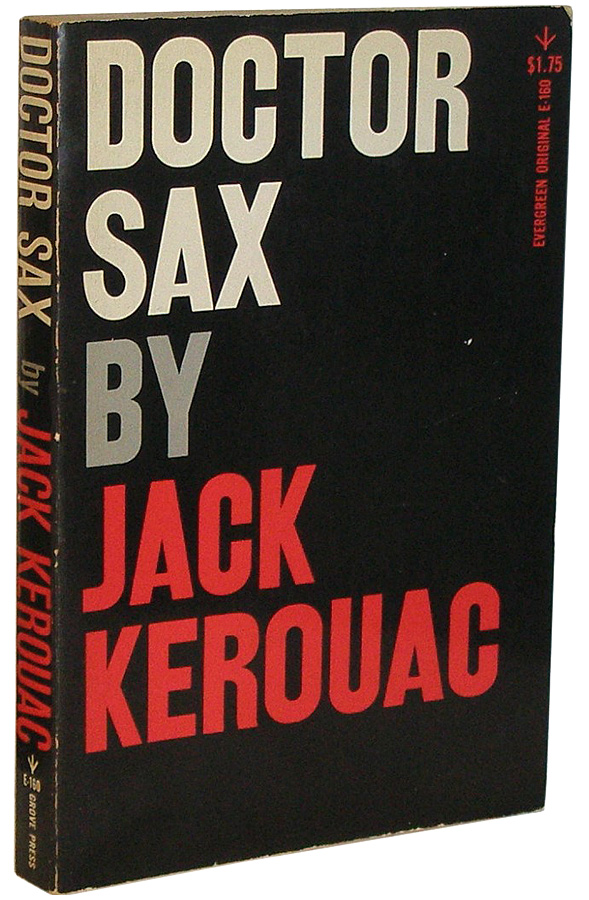 DOCTOR
SAX
BY
JACK
KEROUAC
$1.75
EVERGREEN ORIGINAL E-160
DOCTOR SAX by JACK KEROUAC
E-160
GROVE PRESS